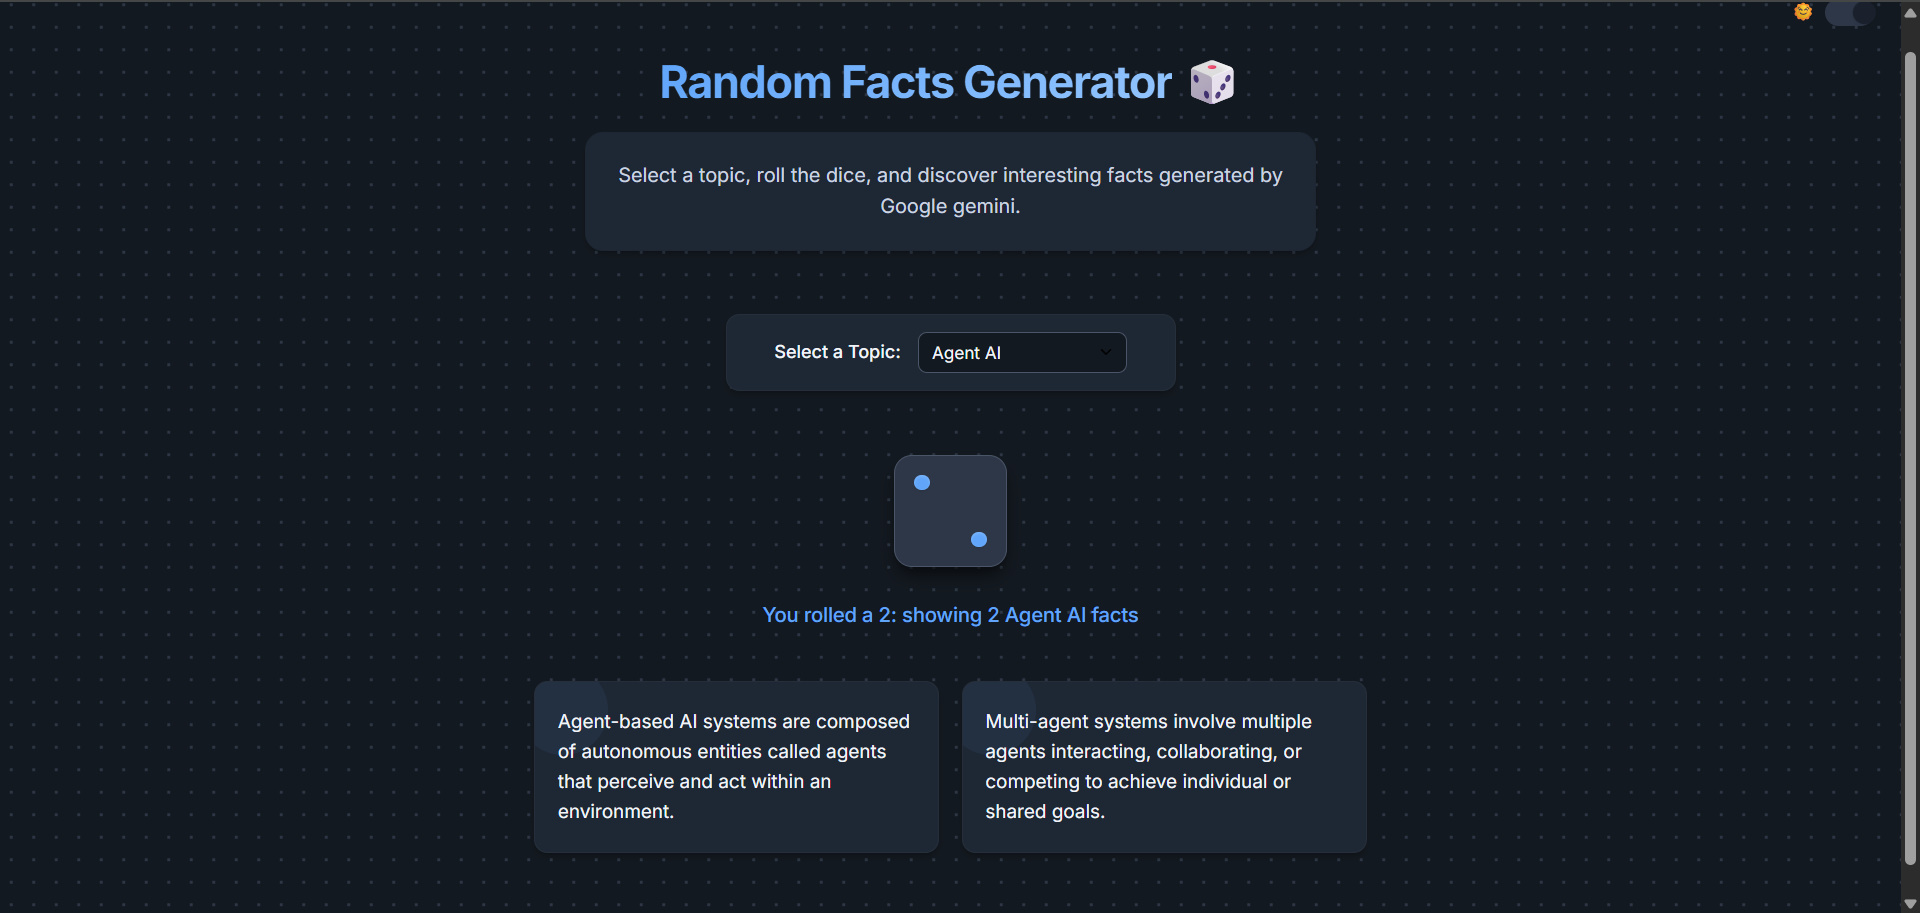 Random Facts Generator
Select a topic, roll the dice, and discover interesting facts generated by
Google gemini.
Select a Topic:
Agent AI
You rolled a 2: showing 2 Agent AI facts
Agent-based AI systems are composed
of autonomous entities called agents
that perceive and act within an
environment.
Multi-agent systems involve multiple
agents interacting, collaborating, or
competing to achieve individual or
shared goals.